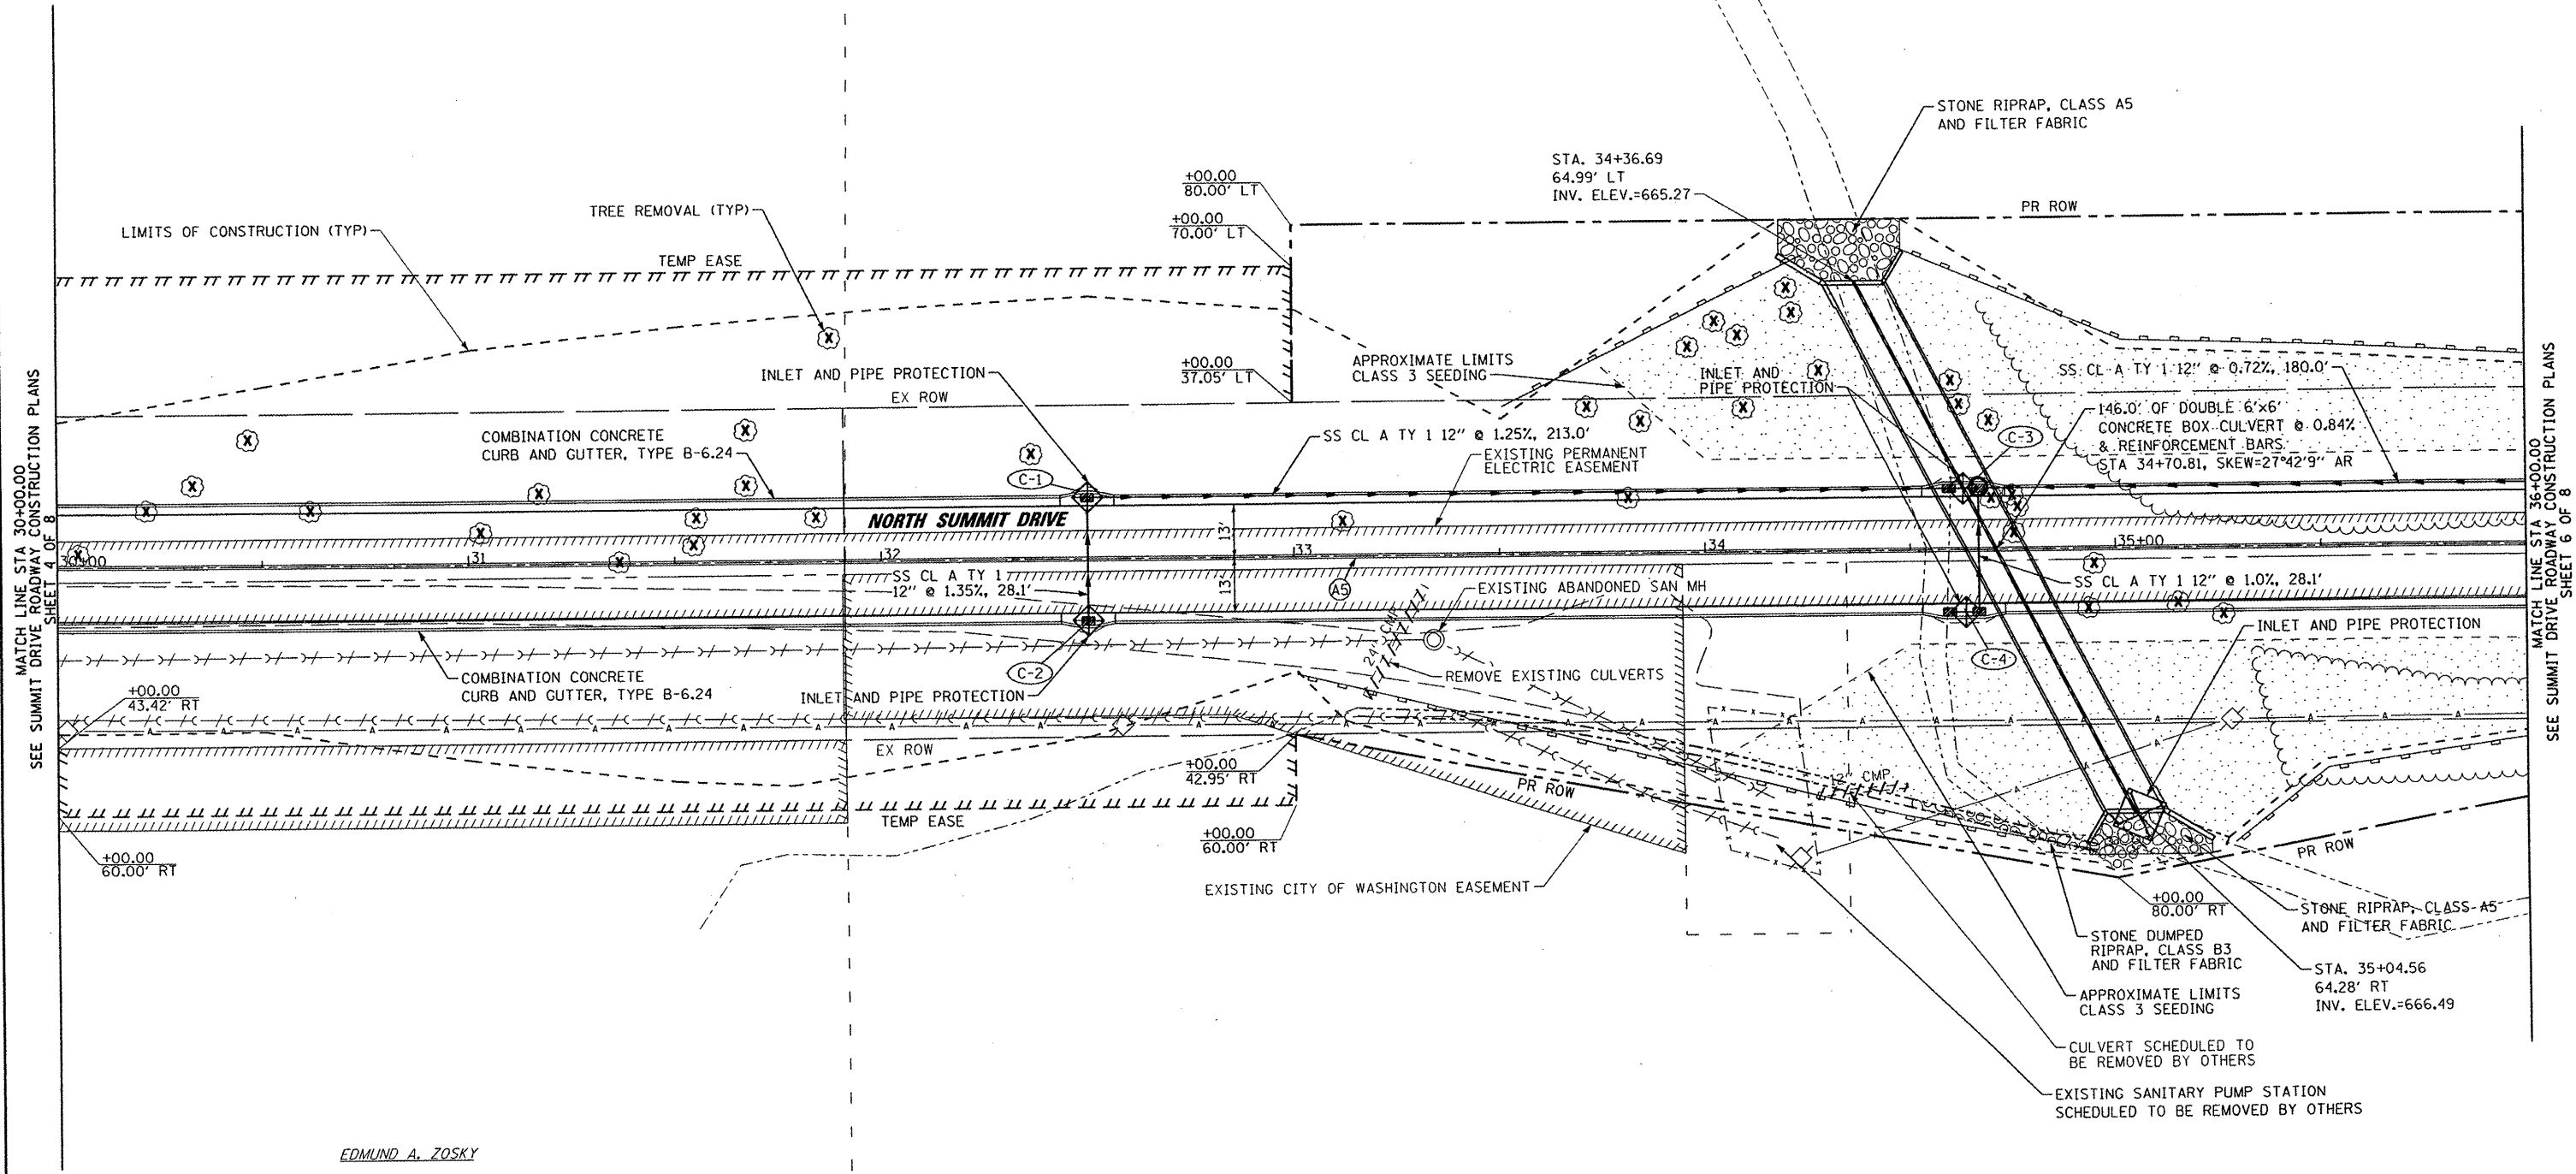 MATCH LINE STA 30+00.00
SEE SUMMIT DRIVE ROADWAY CONSTRUCTION PLANS
SHEET 4 OF 8
LIMITS OF CONSTRUCTION (TYP)
TREE REMOVAL (TYP)
TEMP EASE
+00.00
80.00' LT
+00.00
70.00' LT
+00.00
37.05' LT
STA. 34+36.69
64.99' LT
INV. ELEV.=665.27
STONE RIPRAP, CLASS A5
AND FILTER FABRIC
PR ROW
INLET AND PIPE PROTECTION
EX ROW
COMBINATION CONCRETE
CURB AND GUTTER, TYPE B-6.24
C-1
APPROXIMATE LIMITS
CLASS 3 SEEDING
INLET AND
PIPE PROTECTION
SS CL A TY 1 12" @ 0.72%, 180.0'
146.0' OF DOUBLE 6'x6'
CONCRETE BOX CULVERT @ 0.84%
& REINFORCEMENT BARS
STA 34+70.81, SKEW=27°42'9" AR
C-3
SS CL A TY 1 12" @ 1.25%, 213.0'
EXISTING PERMANENT
ELECTRIC EASEMENT
NORTH SUMMIT DRIVE
13'
13'
30+00
31
32
33
34
35+00
SS CL A TY 1
12" @ 1.35%, 28.1'
A5
EXISTING ABANDONED SAN MH
SS CL A TY 1 12" @ 1.0%, 28.1'
24" CMP
REMOVE EXISTING CULVERTS
INLET AND PIPE PROTECTION
C-4
C-2
COMBINATION CONCRETE
CURB AND GUTTER, TYPE B-6.24
INLET AND PIPE PROTECTION
+00.00
43.42' RT
EX ROW
+00.00
42.95' RT
PR ROW
12" CMP
TEMP EASE
+00.00
60.00' RT
+00.00
60.00' RT
EXISTING CITY OF WASHINGTON EASEMENT
PR ROW
+00.00
80.00' RT
STONE RIPRAP, CLASS A5
AND FILTER FABRIC
STONE DUMPED
RIPRAP, CLASS B3
AND FILTER FABRIC
STA. 35+04.56
64.28' RT
INV. ELEV.=666.49
APPROXIMATE LIMITS
CLASS 3 SEEDING
CULVERT SCHEDULED TO
BE REMOVED BY OTHERS
EXISTING SANITARY PUMP STATION
SCHEDULED TO BE REMOVED BY OTHERS
EDMUND A. ZOSKY
MATCH LINE STA 36+00.00
SEE SUMMIT DRIVE ROADWAY CONSTRUCTION PLANS
SHEET 6 OF 8